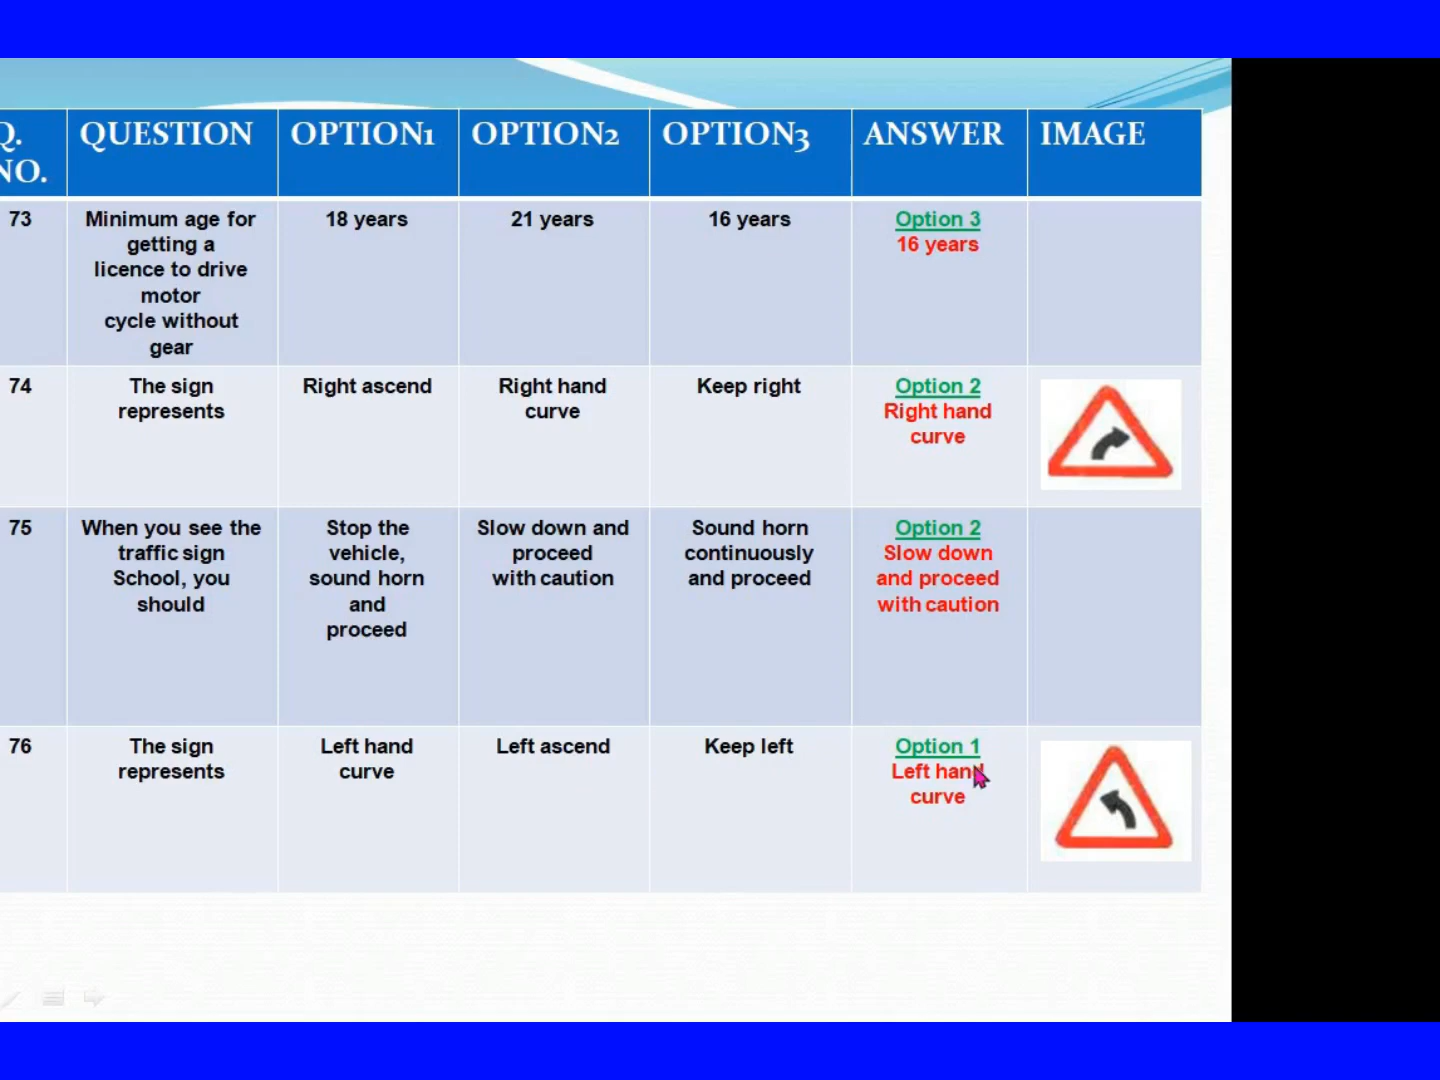 Q.
NO.
QUESTION
OPTION1
OPTION2
OPTION3
ANSWER
IMAGE
73
Minimum age for
getting a
licence to drive
motor
cycle without
gear
18 years
21 years
16 years
Option 3
16 years
74
The sign
represents
Right ascend
Right hand
curve
Keep right
Option 2
Right hand
curve
75
When you see the
traffic sign
School, you
should
Stop the
vehicle,
sound horn
and
proceed
Slow down and
proceed
with caution
Sound horn
continuously
and proceed
Option 2
Slow down
and proceed
with caution
76
The sign
represents
Left hand
curve
Left ascend
Keep left
Option 1
Left hand
curve